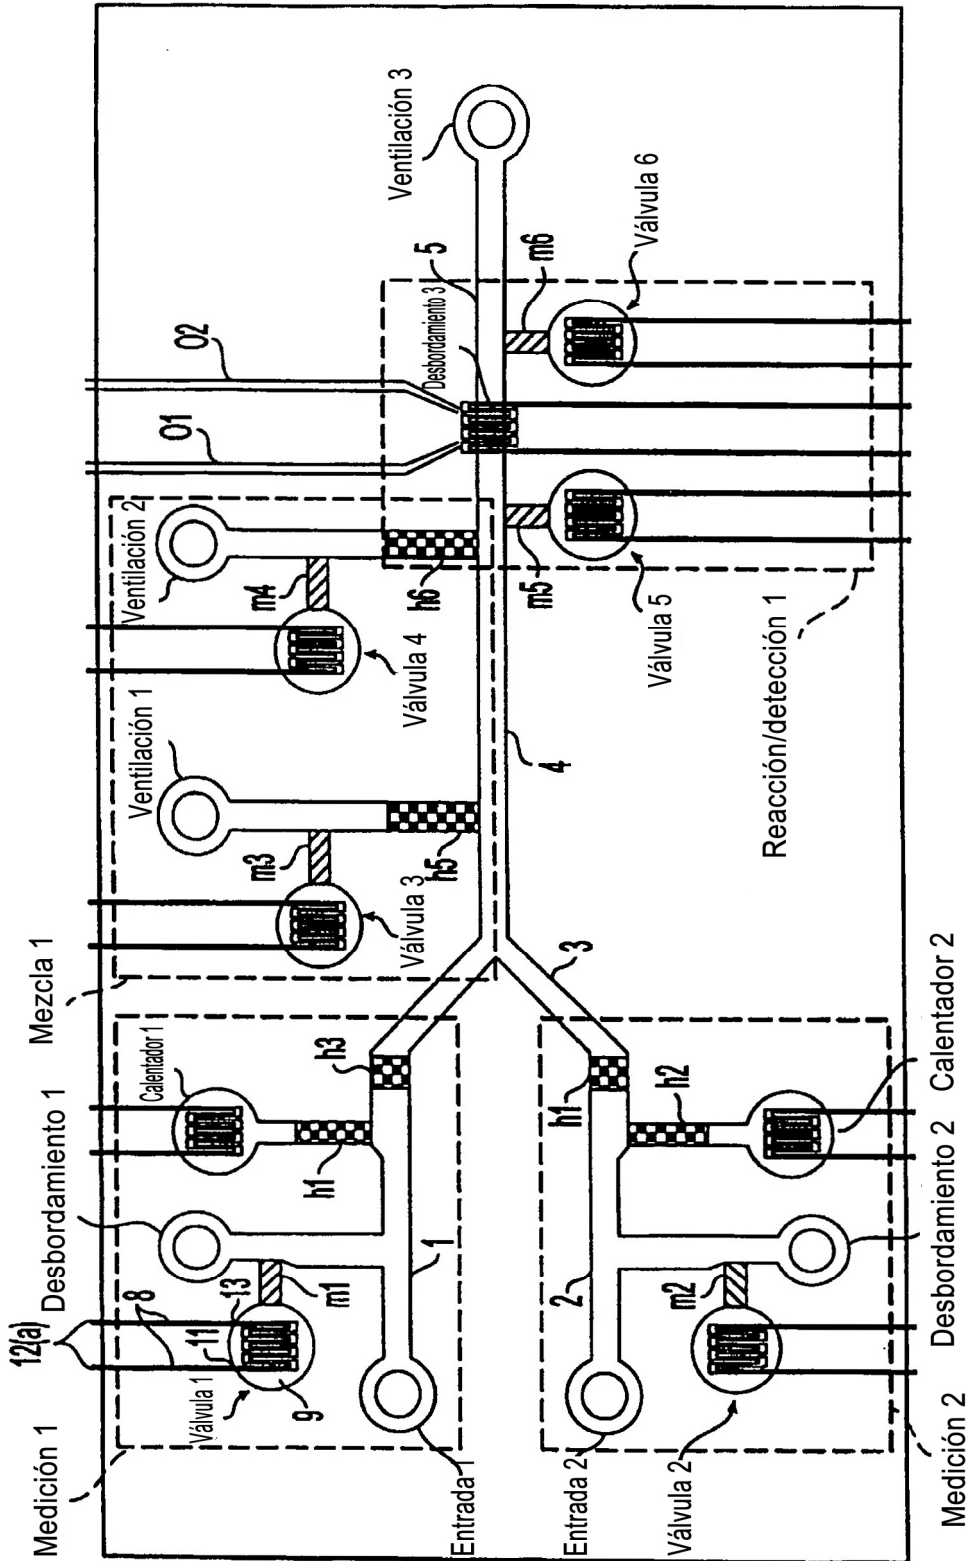 Medición 1
12(a)
8
11
13
Válvula 1
9
m1
Desbordamiento 1
Calentador 1
h1
h3
1
Entrada 1
Mezcla 1
m3
Válvula 3
Ventilación 1
h5
m4
Válvula 4
Ventilación 2
h6
O1
O2
Desbordamiento 3
5
Ventilación 3
m6
Válvula 6
m5
Válvula 5
Reacción/detección 1
4
3
h1
h2
2
Entrada 2
m2
Válvula 2
Calentador 2
Desbordamiento 2
Medición 2